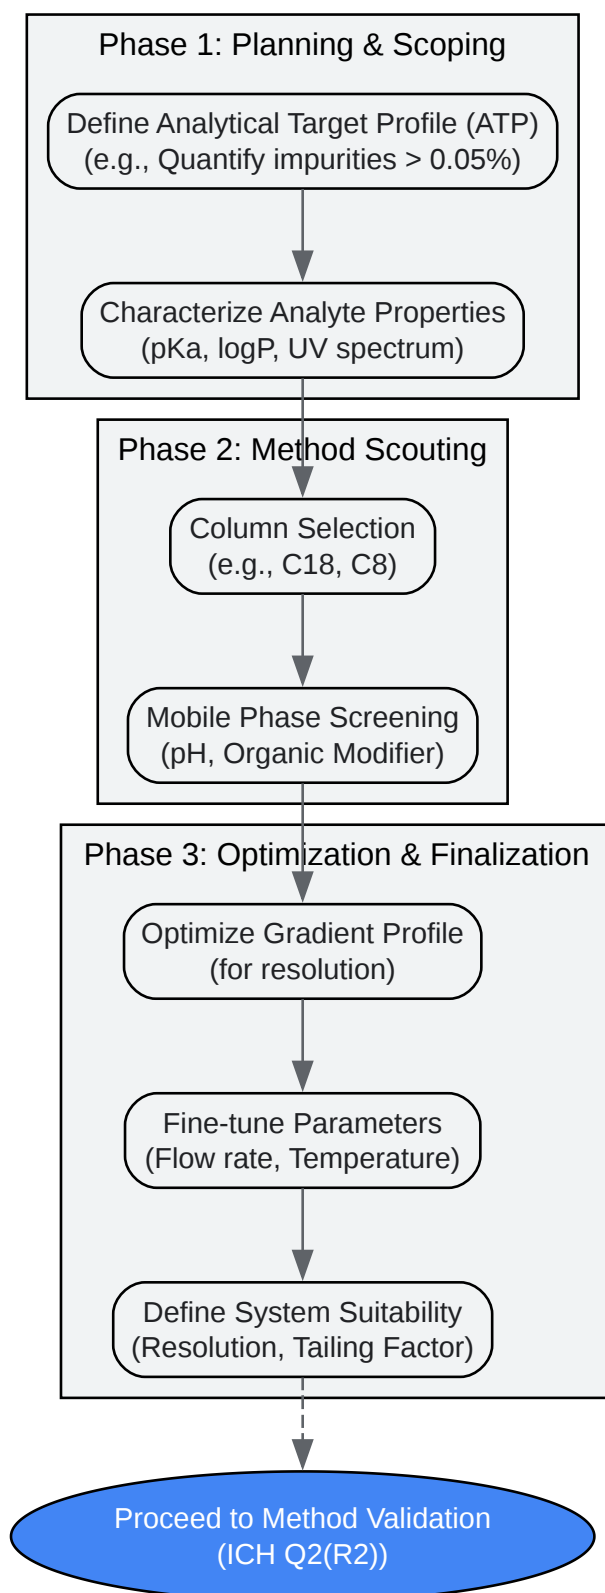 Phase 1: Planning & Scoping
Define Analytical Target Profile (ATP)
(e.g., Quantify impurities > 0.05%)
Characterize Analyte Properties
(pKa, logP, UV spectrum)
Phase 2: Method Scouting
Column Selection
(e.g., C18, C8)
Mobile Phase Screening
(pH, Organic Modifier)
Phase 3: Optimization & Finalization
Optimize Gradient Profile
(for resolution)
Fine-tune Parameters
(Flow rate, Temperature)
Define System Suitability
(Resolution, Tailing Factor)
Proceed to Method Validation
(ICH Q2(R2))